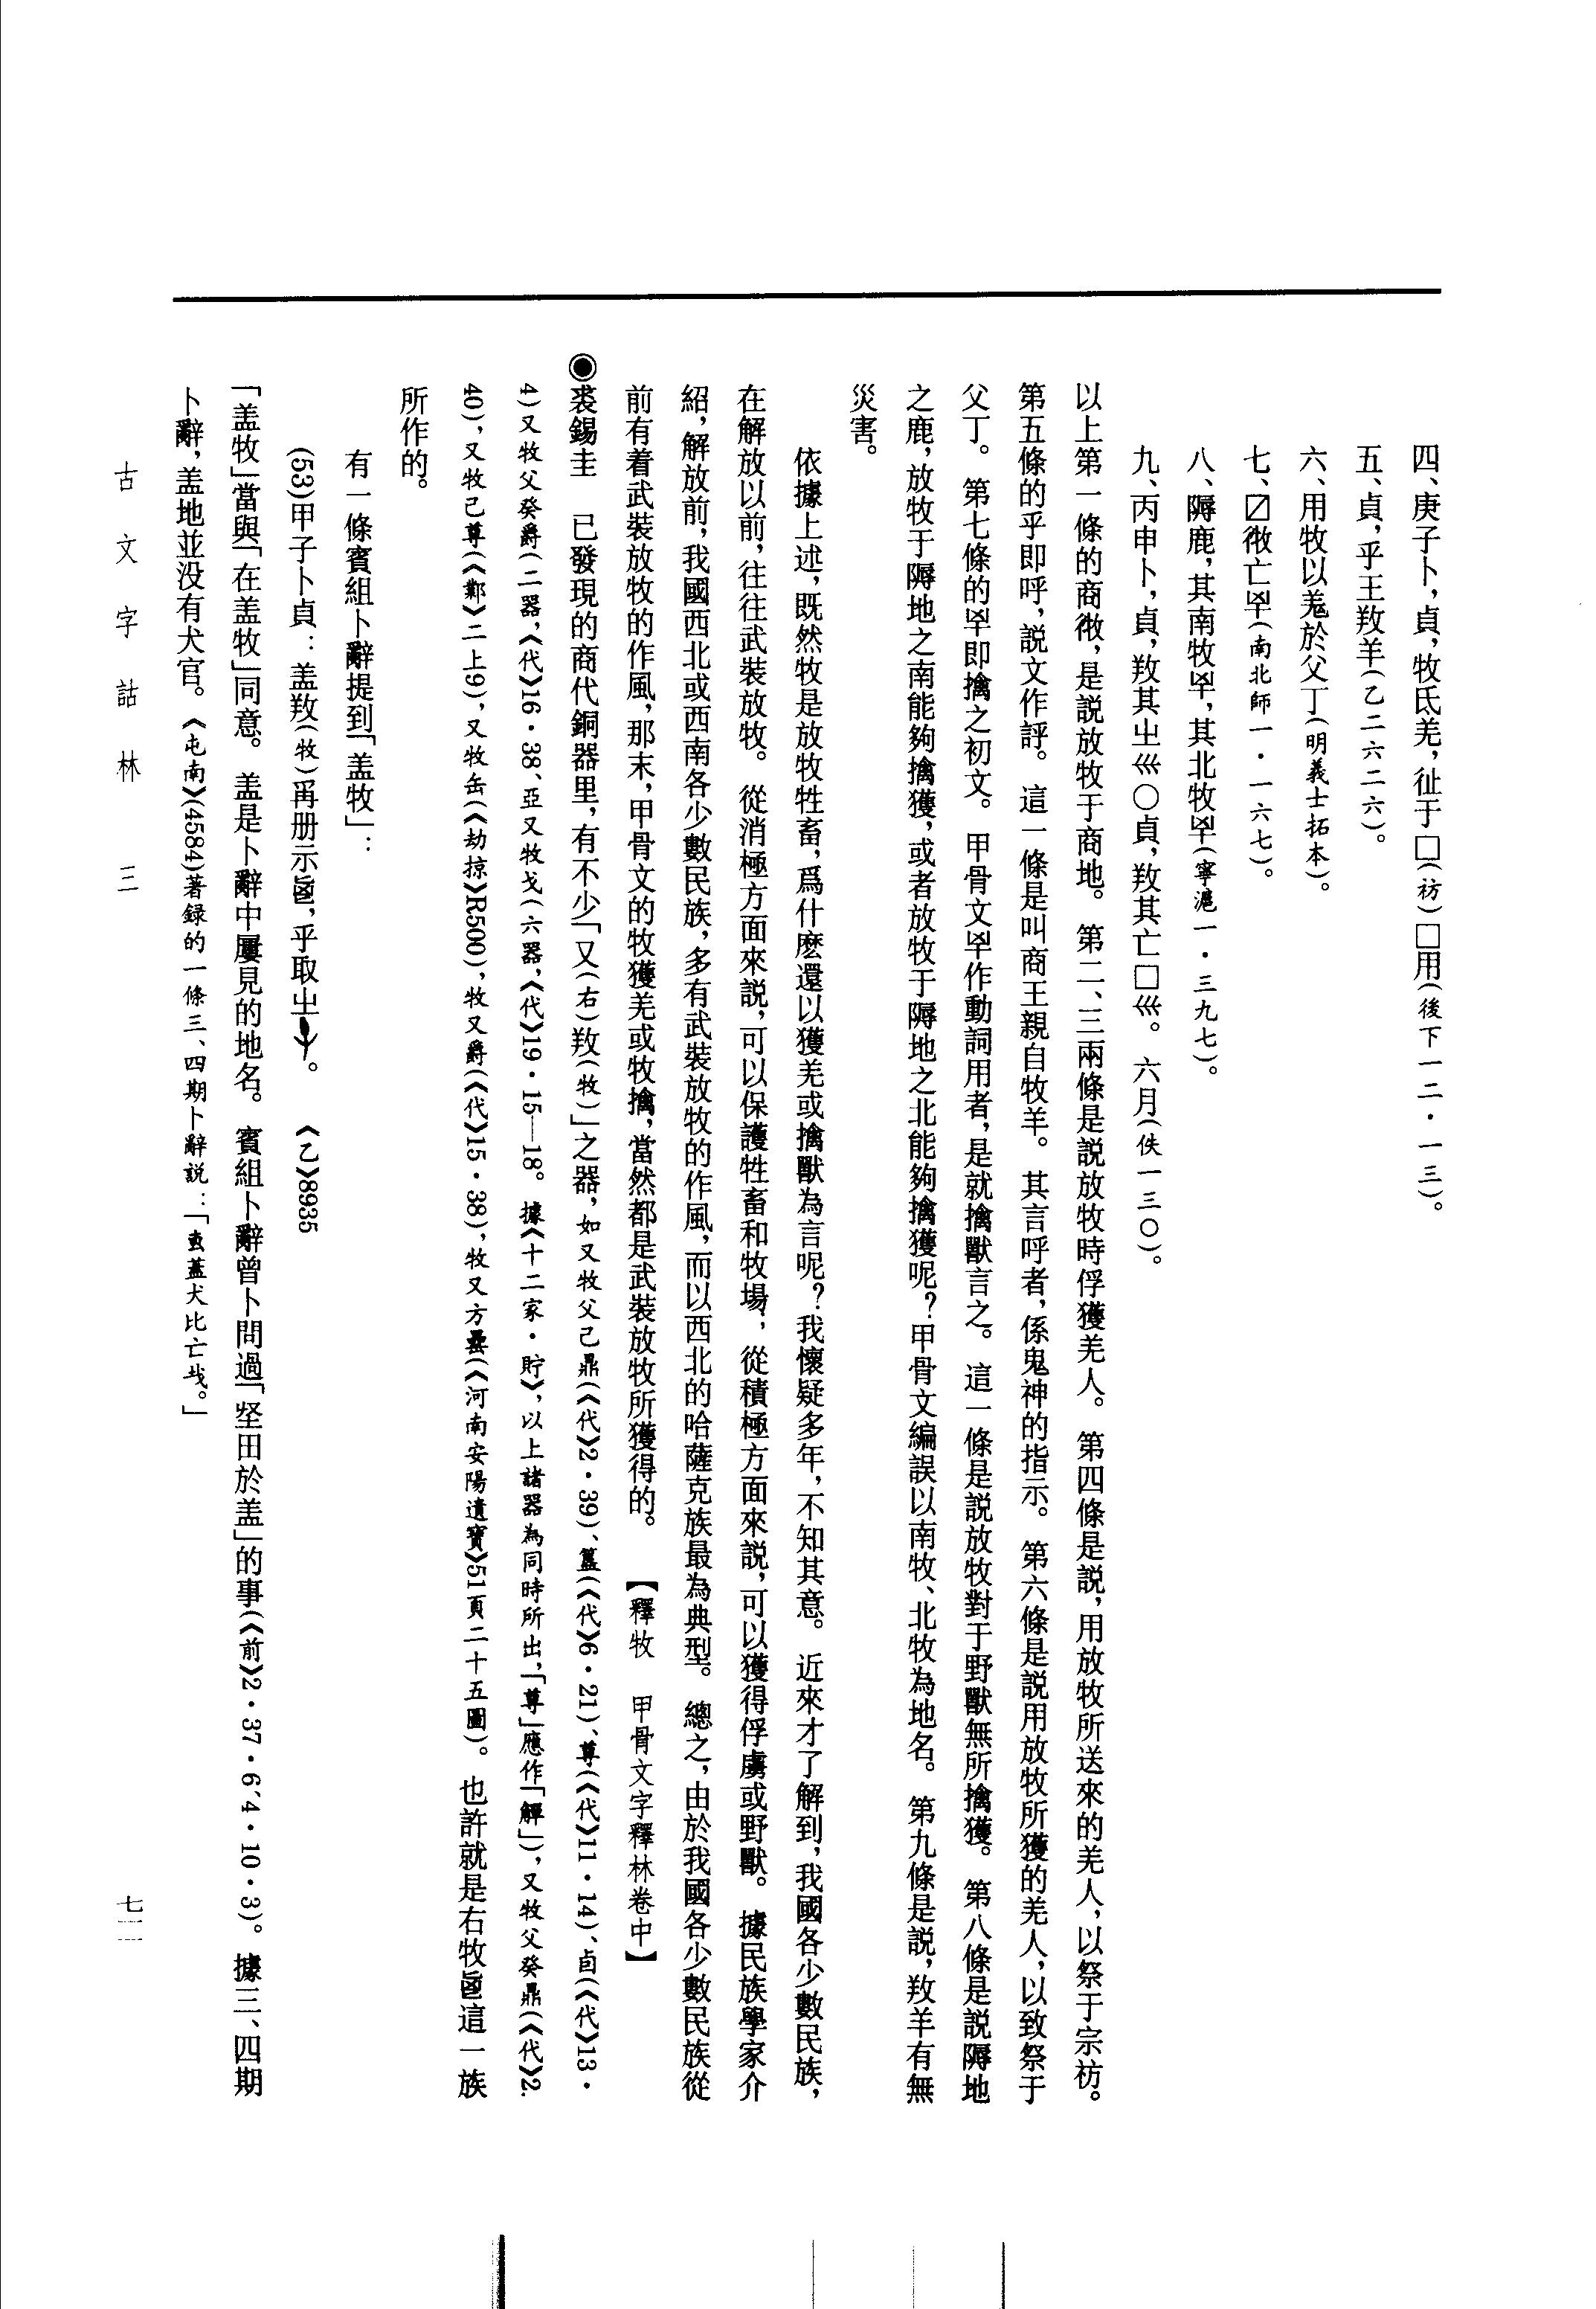 四、庚子卜，貞，牧氐羌，㣔于□(祊)□用(後下一二·一三)。
五、貞，乎王𢼊羊(乙二六二六)。
六、用牧以羌於父丁(明義士拓本)。
七、〼㣎亡𢆉(南北師一·一六七)。
八、䧅鹿，其南牧𢆉，其北牧𢆉(寧滬一·三九七)。
九、丙申卜，貞，𢼊其㞢巛〇貞，𢼊其亡□巛。六月(佚一三〇)。
以上第一條的商，是説放牧于商地。第二、三兩條是説放牧時俘獲羌人。第四條是説，用放牧所送來的羌人，以祭于宗祊。
第五條的乎即呼，説文作評。這一條是叫商王親自牧羊。其言呼者，係鬼神的指示。第六條是説用放牧所獲的羌人，以致祭于
父丁。第七條的即擒之初文。甲骨文作動詞用者，是就擒獸言之。這一條是説放牧對于野獸無所擒獲。第八條是説地
之鹿，放牧于地之南能夠擒獲，或者放牧于地之北能夠擒獲呢？甲骨文編誤以南牧、北牧為地名。第九條是説，𢼊羊有無
災害。
依據上述，既然牧是放牧牲畜，爲什麽還以獲羌或擒獸為言呢？我懷疑多年，不知其意。近來才了解到，我國各少數民族，
在解放以前，往往武裝放牧。從消極方面來説，可以保護牲畜和牧場；從積極方面來説，可以獲得俘虜或野獸。據民族學家介
紹，解放前，我國西北或西南各少數民族，多有武裝放牧的作風，而以西北的哈薩克族最為典型。總之，由於我國各少數民族從
前有着武裝放牧的作風，那末，甲骨文的牧獲羌或牧擒，當然都是武裝放牧所獲得的。【釋牧　甲骨文字釋林卷中】
◉裘錫圭　已發現的商代銅器里，有不少「又(右)𢼊(牧)」之器，如又牧父己鼎(《代》2·39)、簋(《代》6·21)、尊(《代》11·14)、卣(《代》13·
4)又牧父癸爵(二器，《代》16·38、亞又牧戈(六器，《代》19·15—18。據《十二家·貯》，以上諸器為同時所出，「尊」應作「觶」)，又牧父癸鼎(《代》2.
40)，又牧己尊(《鄴》二上9)，又牧缶(《劫掠》R500)，牧又爵(《代》15·38)，牧又方罍(《河南安陽遺寶》51頁二十五圖)。也許就是右牧這一族
所作的。
有一條賓組卜辭提到「盖牧」：
(53)甲子卜貞：盖𢼊(牧)再册示，乎取㞢。《乙》8935
「盖牧」當與「在盖牧」同意。盖是卜辭中屢見的地名。賓組卜辭曾卜問過「坚田於盖」的事(《前》2·37·6、4·10·3)。據三、四期
卜辭，盖地並没有犬官。《屯南》(4584)著録的一條三、四期卜辭説：「叀蓋犬比亡𢦏。」
古文字詁林　三
七一一